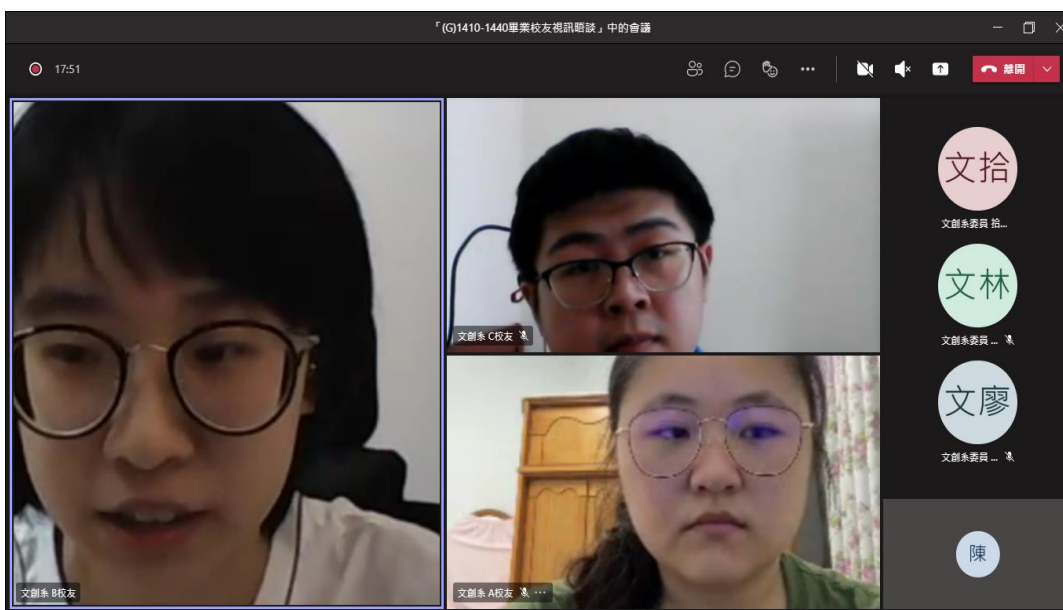 「(G)1410-1440畢業校友視訊晤談」中的會議
17:51
離開
文創系 B校友
文創系 C校友
文創系 A校友
文拾
文創系委員 拾...
文林
文創系委員 ...
文廖
文創系委員 ...
陳